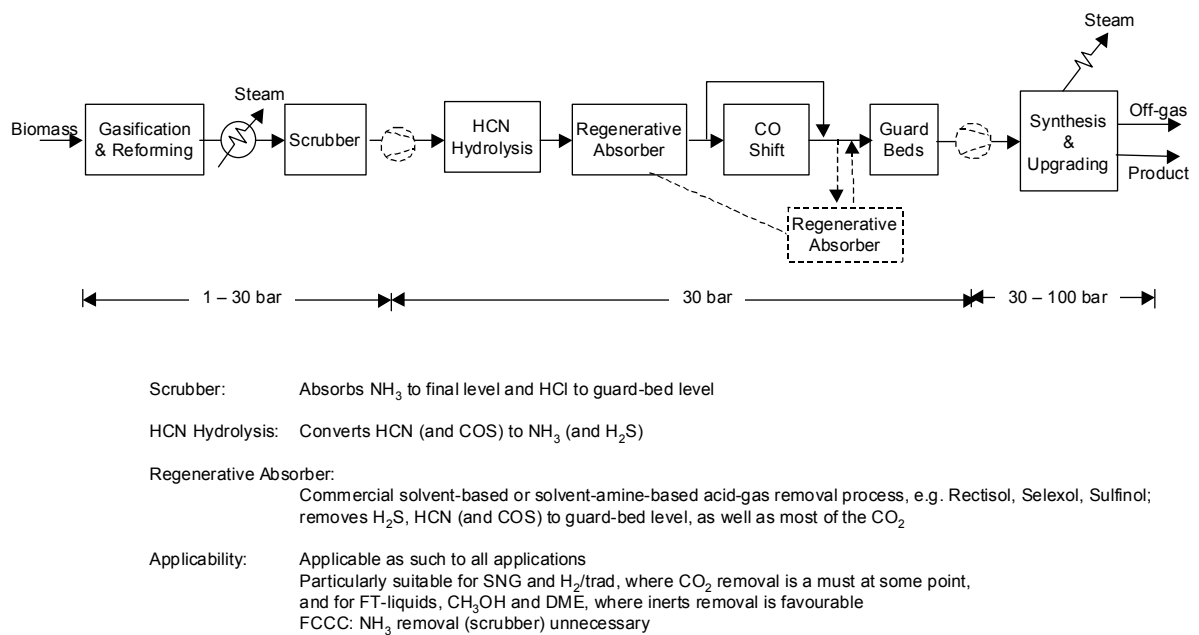 Steam
Steam
Biomass
Gasification
& Reforming
Scrubber
HCN
Hydrolysis
Regenerative
Absorber
CO
Shift
Guard
Beds
Synthesis
&
Upgrading
Off-gas
Product
Regenerative
Absorber
1 – 30 bar
30 bar
30 – 100 bar
Scrubber: Absorbs NH₃ to final level and HCl to guard-bed level
HCN Hydrolysis: Converts HCN (and COS) to NH₃ (and H₂S)
Regenerative Absorber:
Commercial solvent-based or solvent-amine-based acid-gas removal process, e.g. Rectisol, Selexol, Sulfinol;
removes H₂S, HCN (and COS) to guard-bed level, as well as most of the CO₂
Applicability: Applicable as such to all applications
Particularly suitable for SNG and H₂/trad, where CO₂ removal is a must at some point,
and for FT-liquids, CH₃OH and DME, where inerts removal is favourable
FCCC: NH₃ removal (scrubber) unnecessary